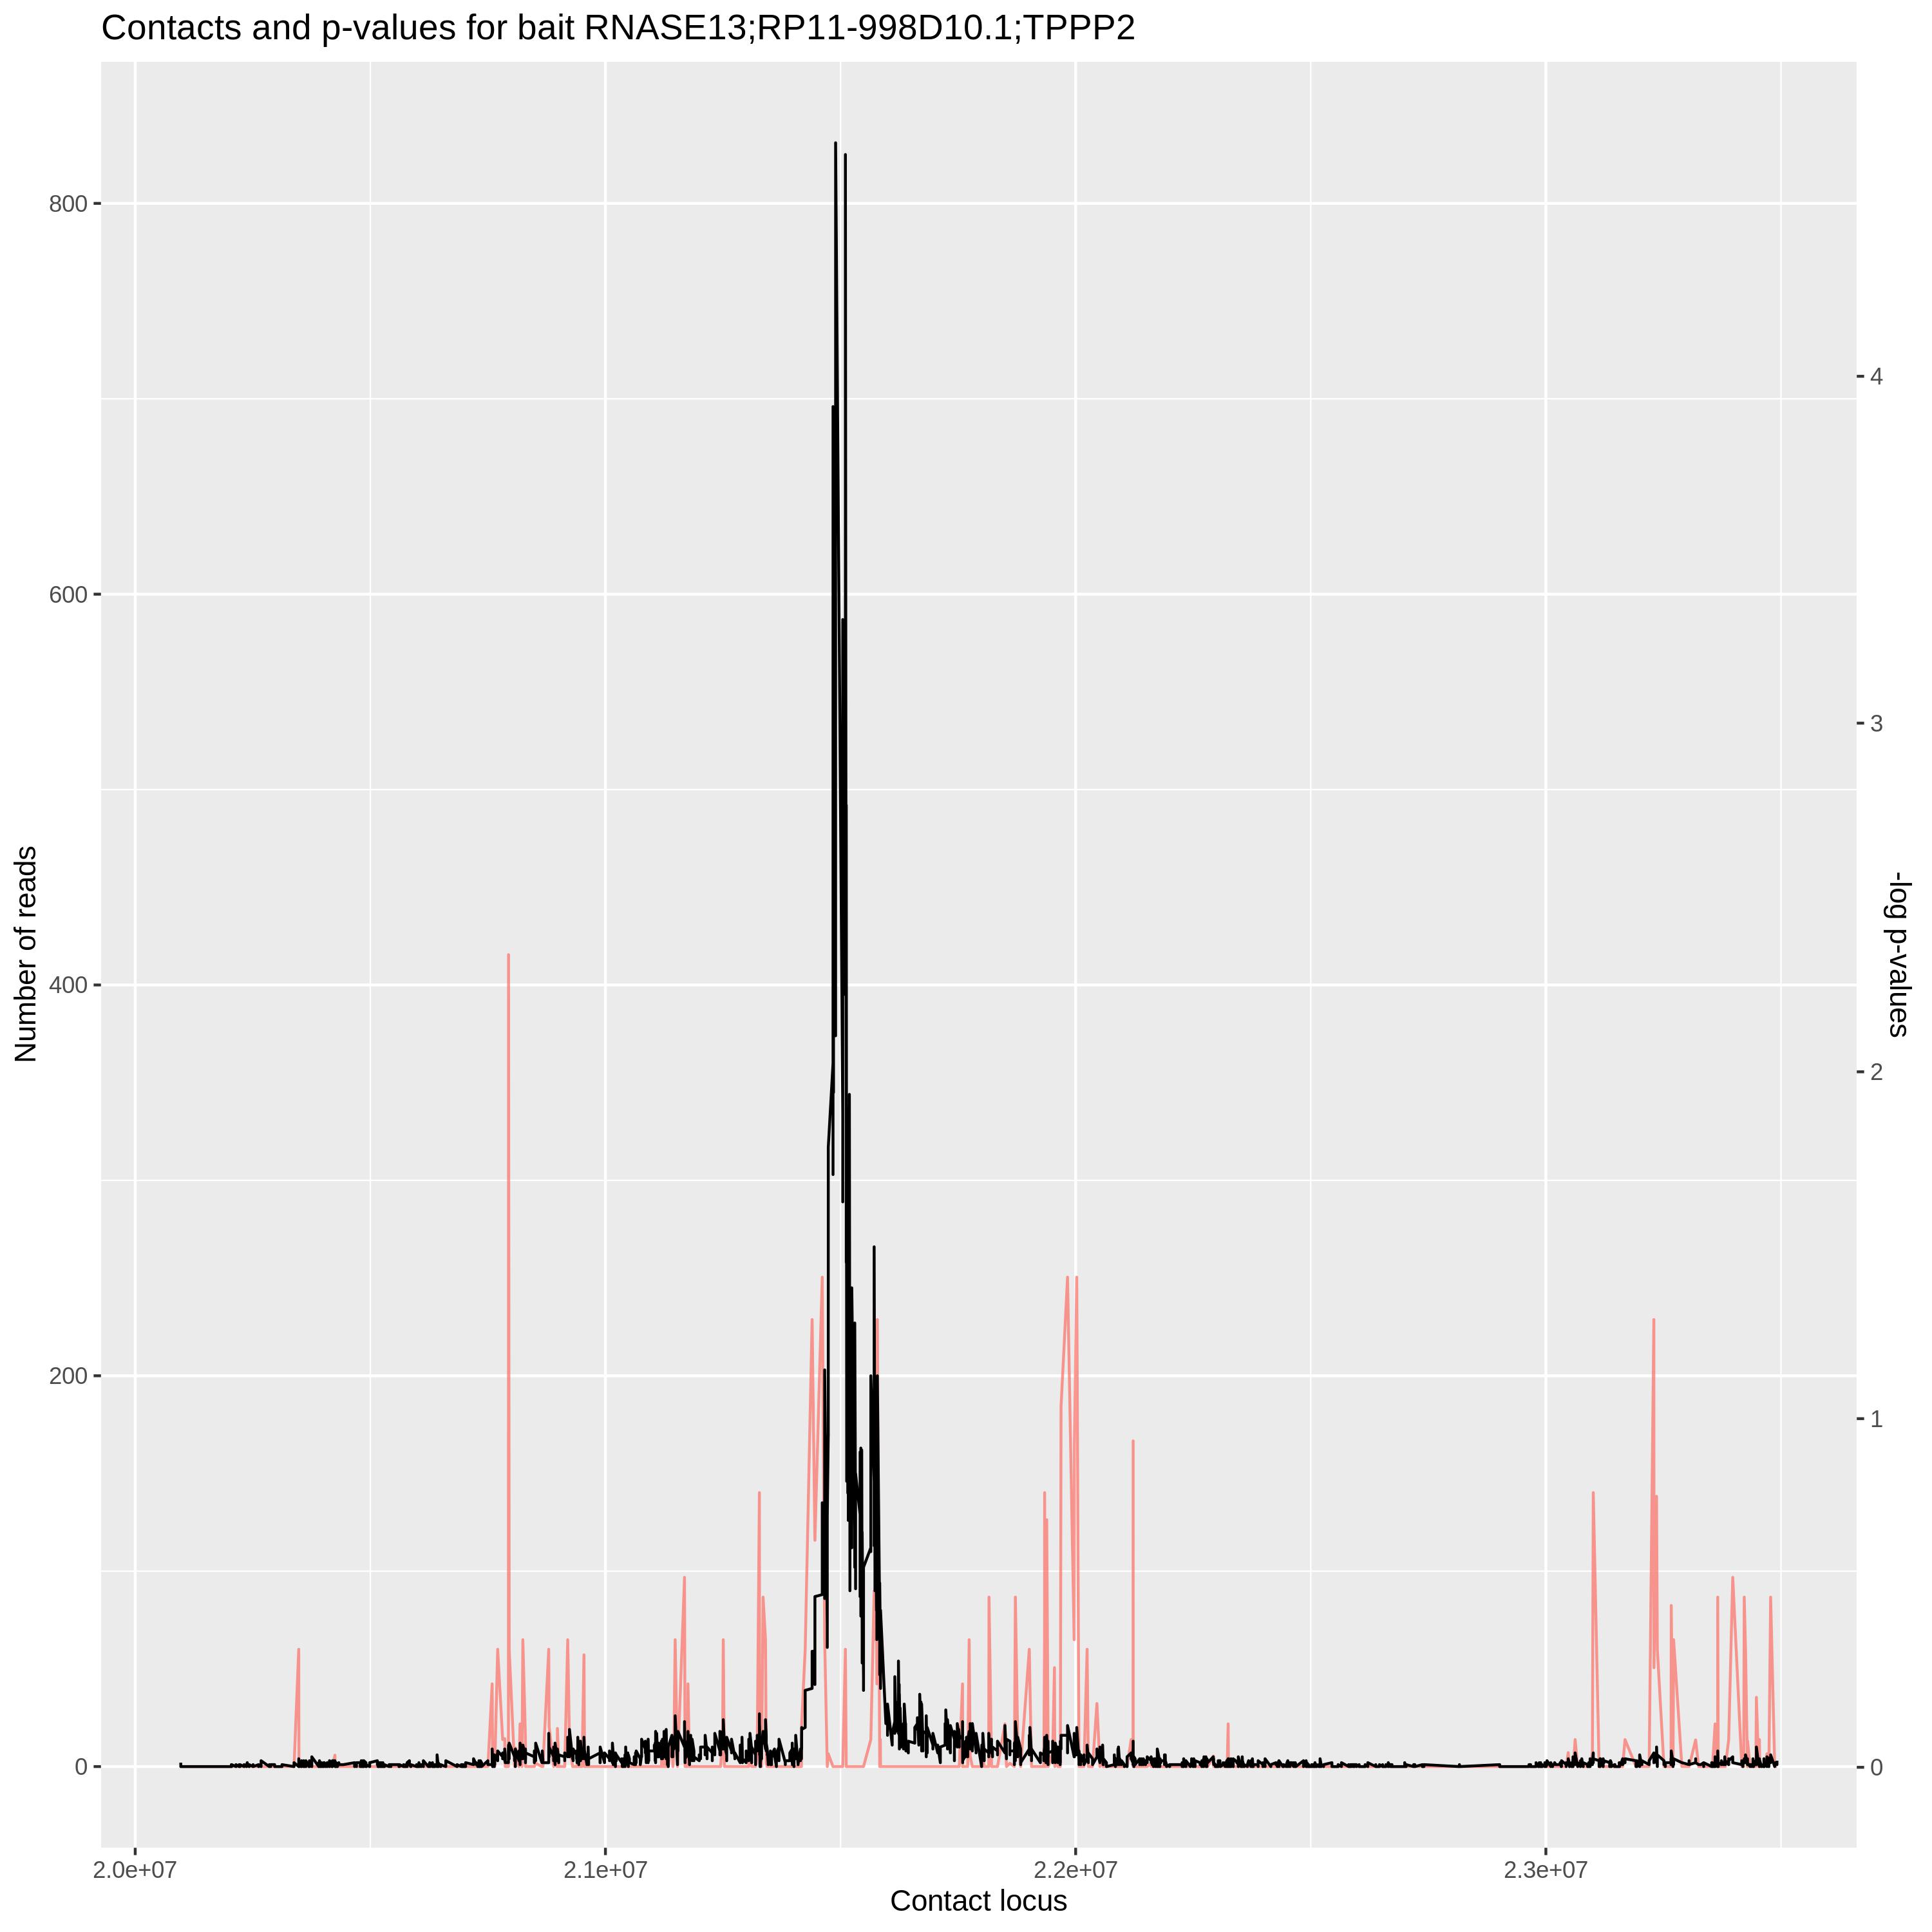 Contacts and p-values for bait RNASE13;RP11-998D10.1;TPPP2
800
600
400
200
0
Number of reads
4
3
2
1
0
-log p-values
2.0e+07
2.1e+07
2.2e+07
2.3e+07
Contact locus